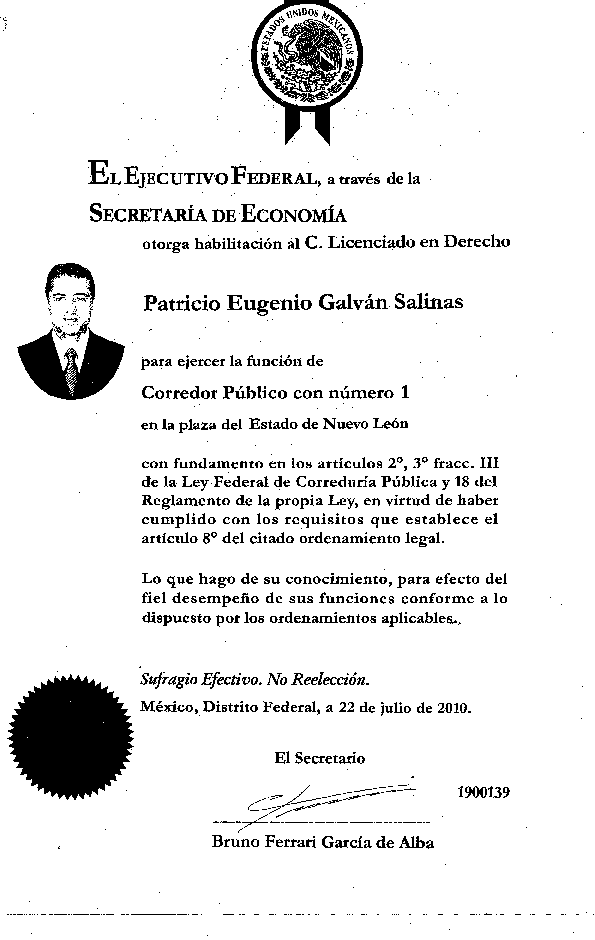 ESTADOS UNIDOS MEXICANOS
EL EJECUTIVO FEDERAL, a través de la
SECRETARÍA DE ECONOMÍA
otorga habilitación al C. Licenciado en Derecho
Patricio Eugenio Galván Salinas
para ejercer la función de
Corredor Público con número 1
en la plaza del Estado de Nuevo León
con fundamento en los artículos 2°, 3° fracc. III
de la Ley Federal de Correduría Pública y 18 del
Reglamento de la propia Ley, en virtud de haber
cumplido con los requisitos que establece el
artículo 8° del citado ordenamiento legal.
Lo que hago de su conocimiento, para efecto del
fiel desempeño de sus funciones conforme a lo
dispuesto por los ordenamientos aplicables.
Sufragio Efectivo. No Reelección.
México, Distrito Federal, a 22 de julio de 2010.
El Secretario
1900139
Bruno Ferrari García de Alba